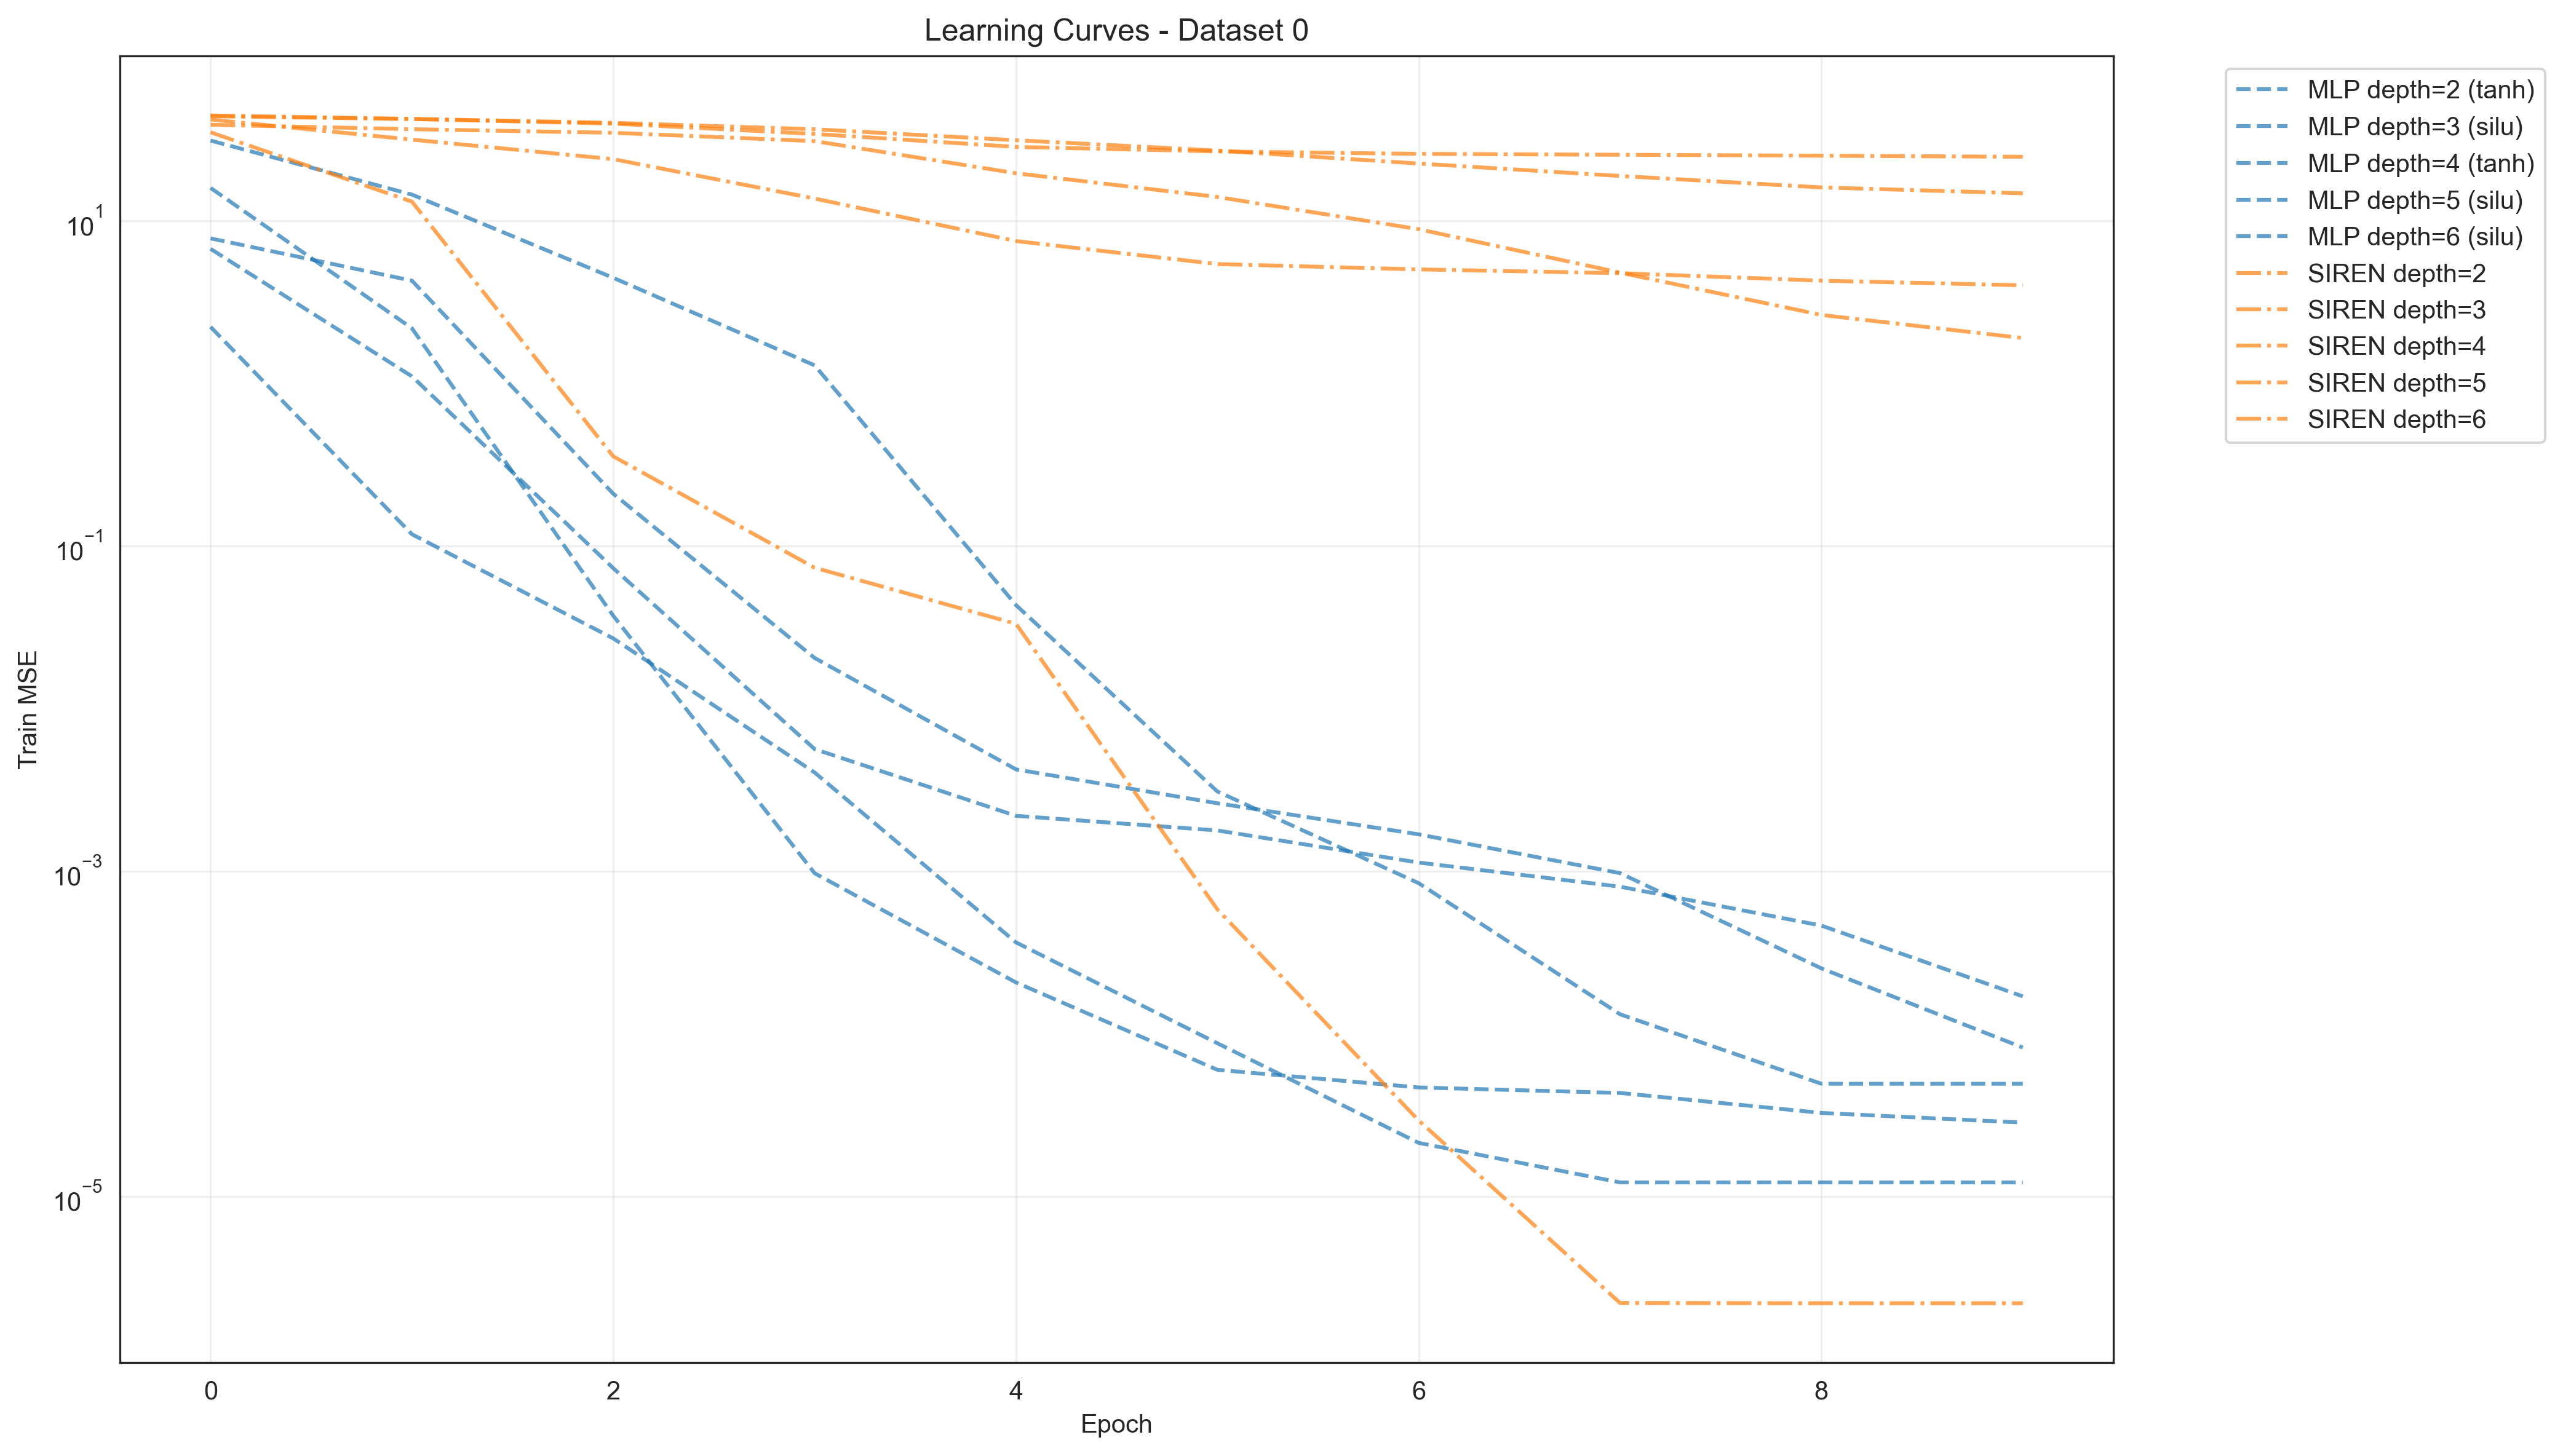 Learning Curves - Dataset 0
MLP depth=2 (tanh)
MLP depth=3 (silu)
MLP depth=4 (tanh)
MLP depth=5 (silu)
MLP depth=6 (silu)
SIREN depth=2
SIREN depth=3
SIREN depth=4
SIREN depth=5
SIREN depth=6
Train MSE
10^1
10^−1
10^−3
10^−5
0 2 4 6 8
Epoch